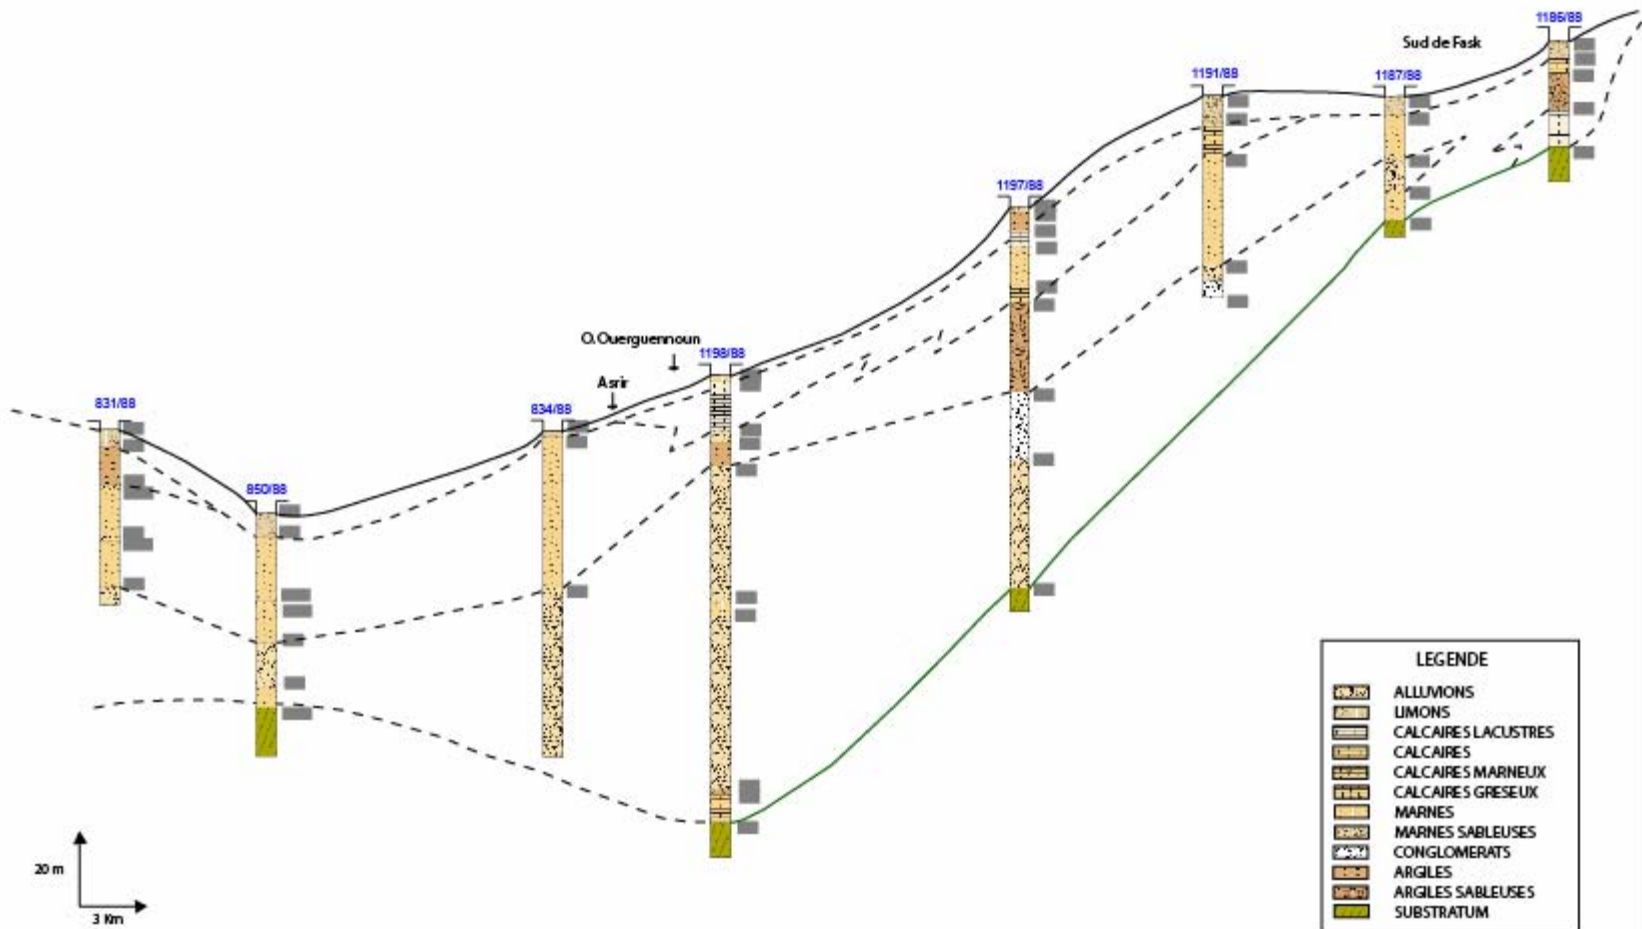 1186/88
Sud de Fask
1191/88
1187/88
1197/88
O.Ouerguennoun
1198/88
Asrir
831/88
834/88
850/88
LEGENDE
ALLUVIONS
LIMONS
CALCAIRES LACUSTRES
CALCAIRES
CALCAIRES MARNEUX
CALCAIRES GRESEUX
MARNES
MARNES SABLEUSES
CONGLOMERATS
ARGILES
ARGILES SABLEUSES
SUBSTRATUM
20 m
3 Km